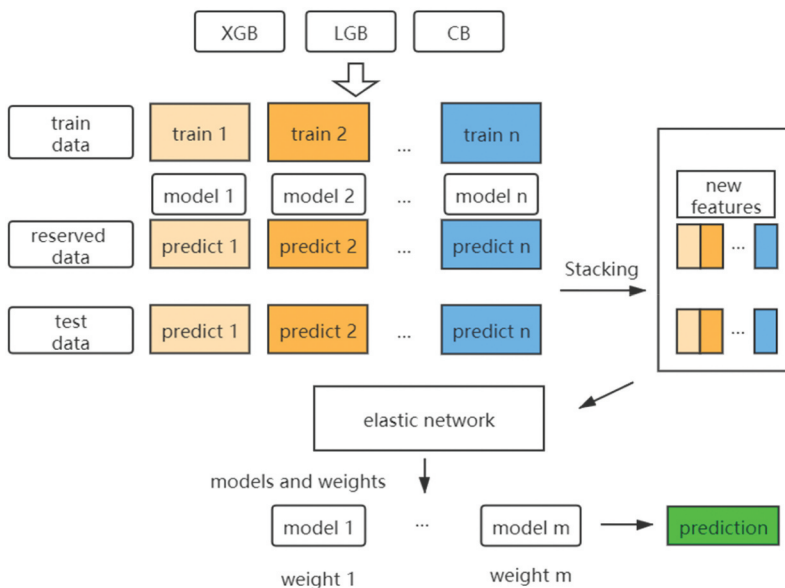 XGB LGB CB
train
data
train 1 train 2 ... train n
model 1 model 2 ... model n
reserved
data
predict 1 predict 2 ... predict n
test
data
predict 1 predict 2 ... predict n
Stacking
new
features
...
...
elastic network
models and weights
model 1 ... model m
prediction
weight 1 weight m